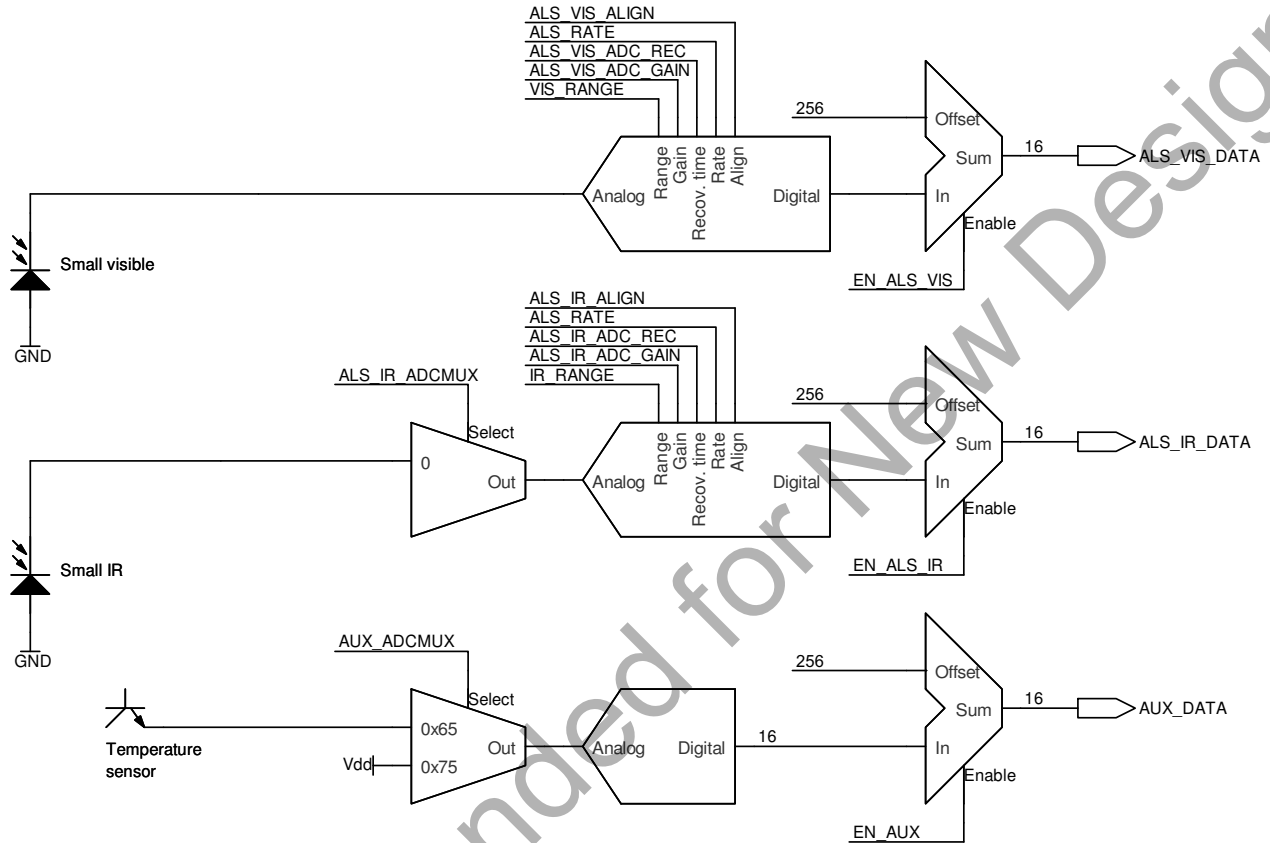 ALS_VIS_ALIGN
ALS_RATE
ALS_VIS_ADC_REC
ALS_VIS_ADC_GAIN
VIS_RANGE
256
Offset
Range
Gain
Recov. time
Rate
Align
Sum
16
ALS_VIS_DATA
Analog
Digital
In
Enable
Small visible
EN_ALS_VIS
GND
ALS_IR_ALIGN
ALS_RATE
ALS_IR_ADC_REC
ALS_IR_ADC_GAIN
IR_RANGE
ALS_IR_ADCMUX
256
Offset
Select
Range
Gain
Recov. time
Rate
Align
Sum
16
ALS_IR_DATA
0
Out
Analog
Digital
In
Enable
Small IR
EN_ALS_IR
GND
AUX_ADCMUX
256
Offset
Select
Sum
16
AUX_DATA
0x65
Out
Analog
Digital
16
In
Temperature
sensor
Vdd
0x75
Enable
EN_AUX
for New Design